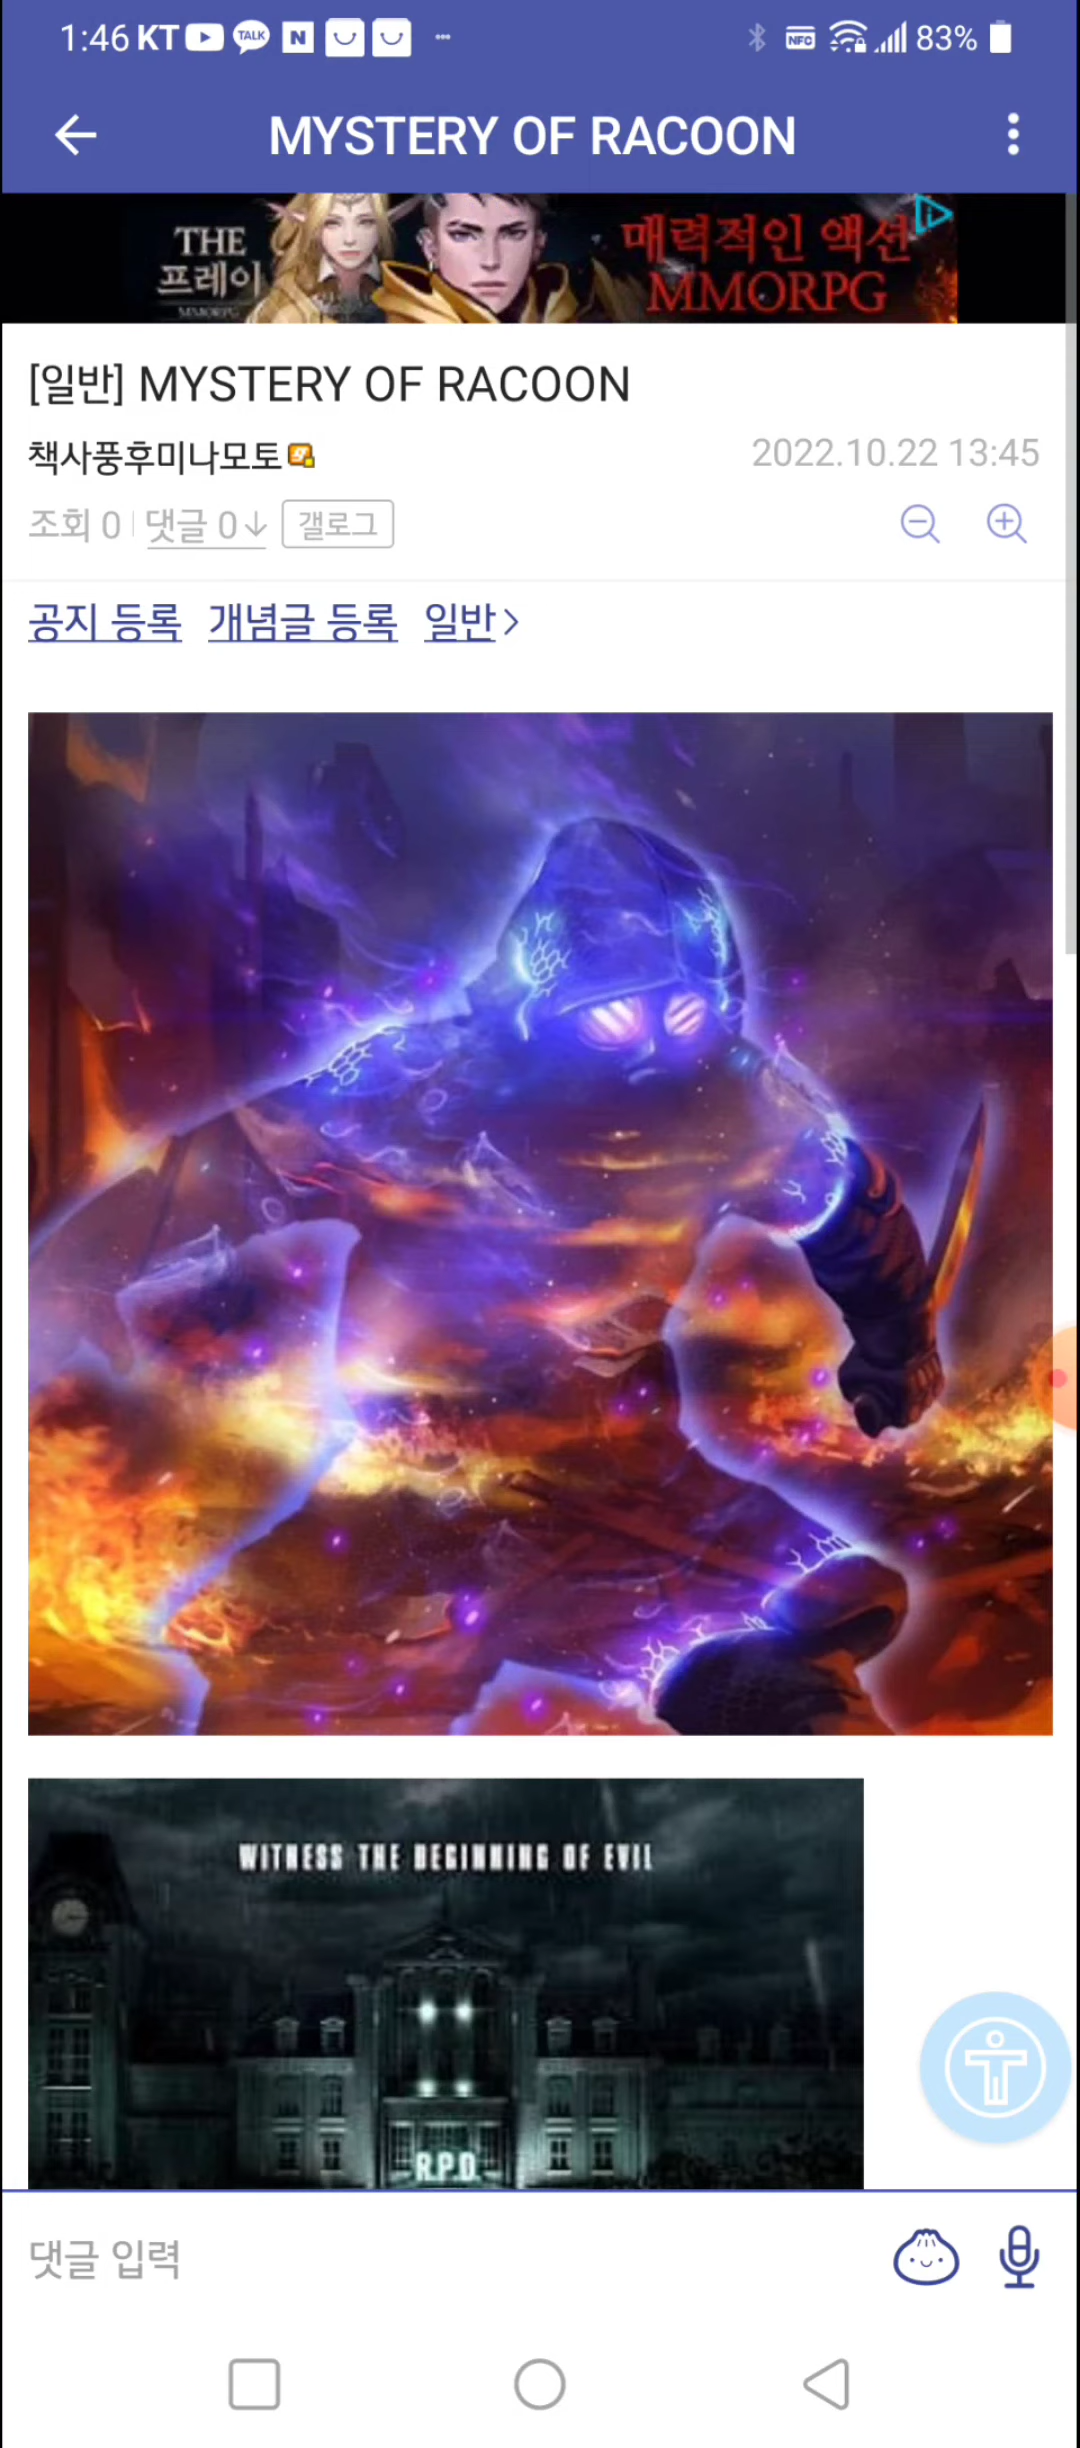 1:46 KT TALK N NFC 83%
MYSTERY OF RACOON
THE
프레이
MMORPG
매력적인 액션
MMORPG
[일반] MYSTERY OF RACOON
책사풍후미나모토
2022.10.22 13:45
조회 0 댓글 0↓ 갤로그
공지 등록 개념글 등록 일반>
WITNESS THE BEGINNING OF EVIL
R.P.D.
댓글 입력